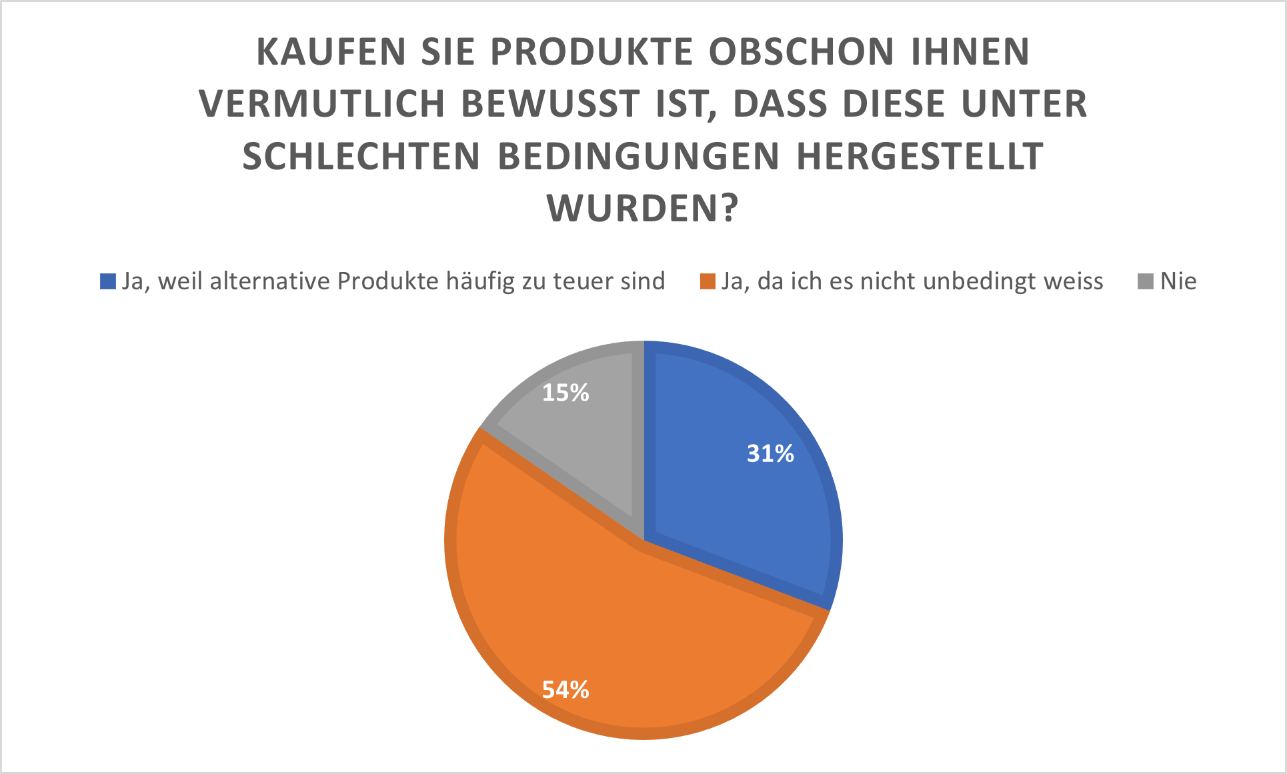 KAUFEN SIE PRODUKTE OBSCHON IHNEN
VERMUTLICH BEWUSST IST, DASS DIESE UNTER
SCHLECHTEN BEDINGUNGEN HERGESTELLT
WURDEN?
Ja, weil alternative Produkte häufig zu teuer sind
Ja, da ich es nicht unbedingt weiss
Nie
15%
31%
54%